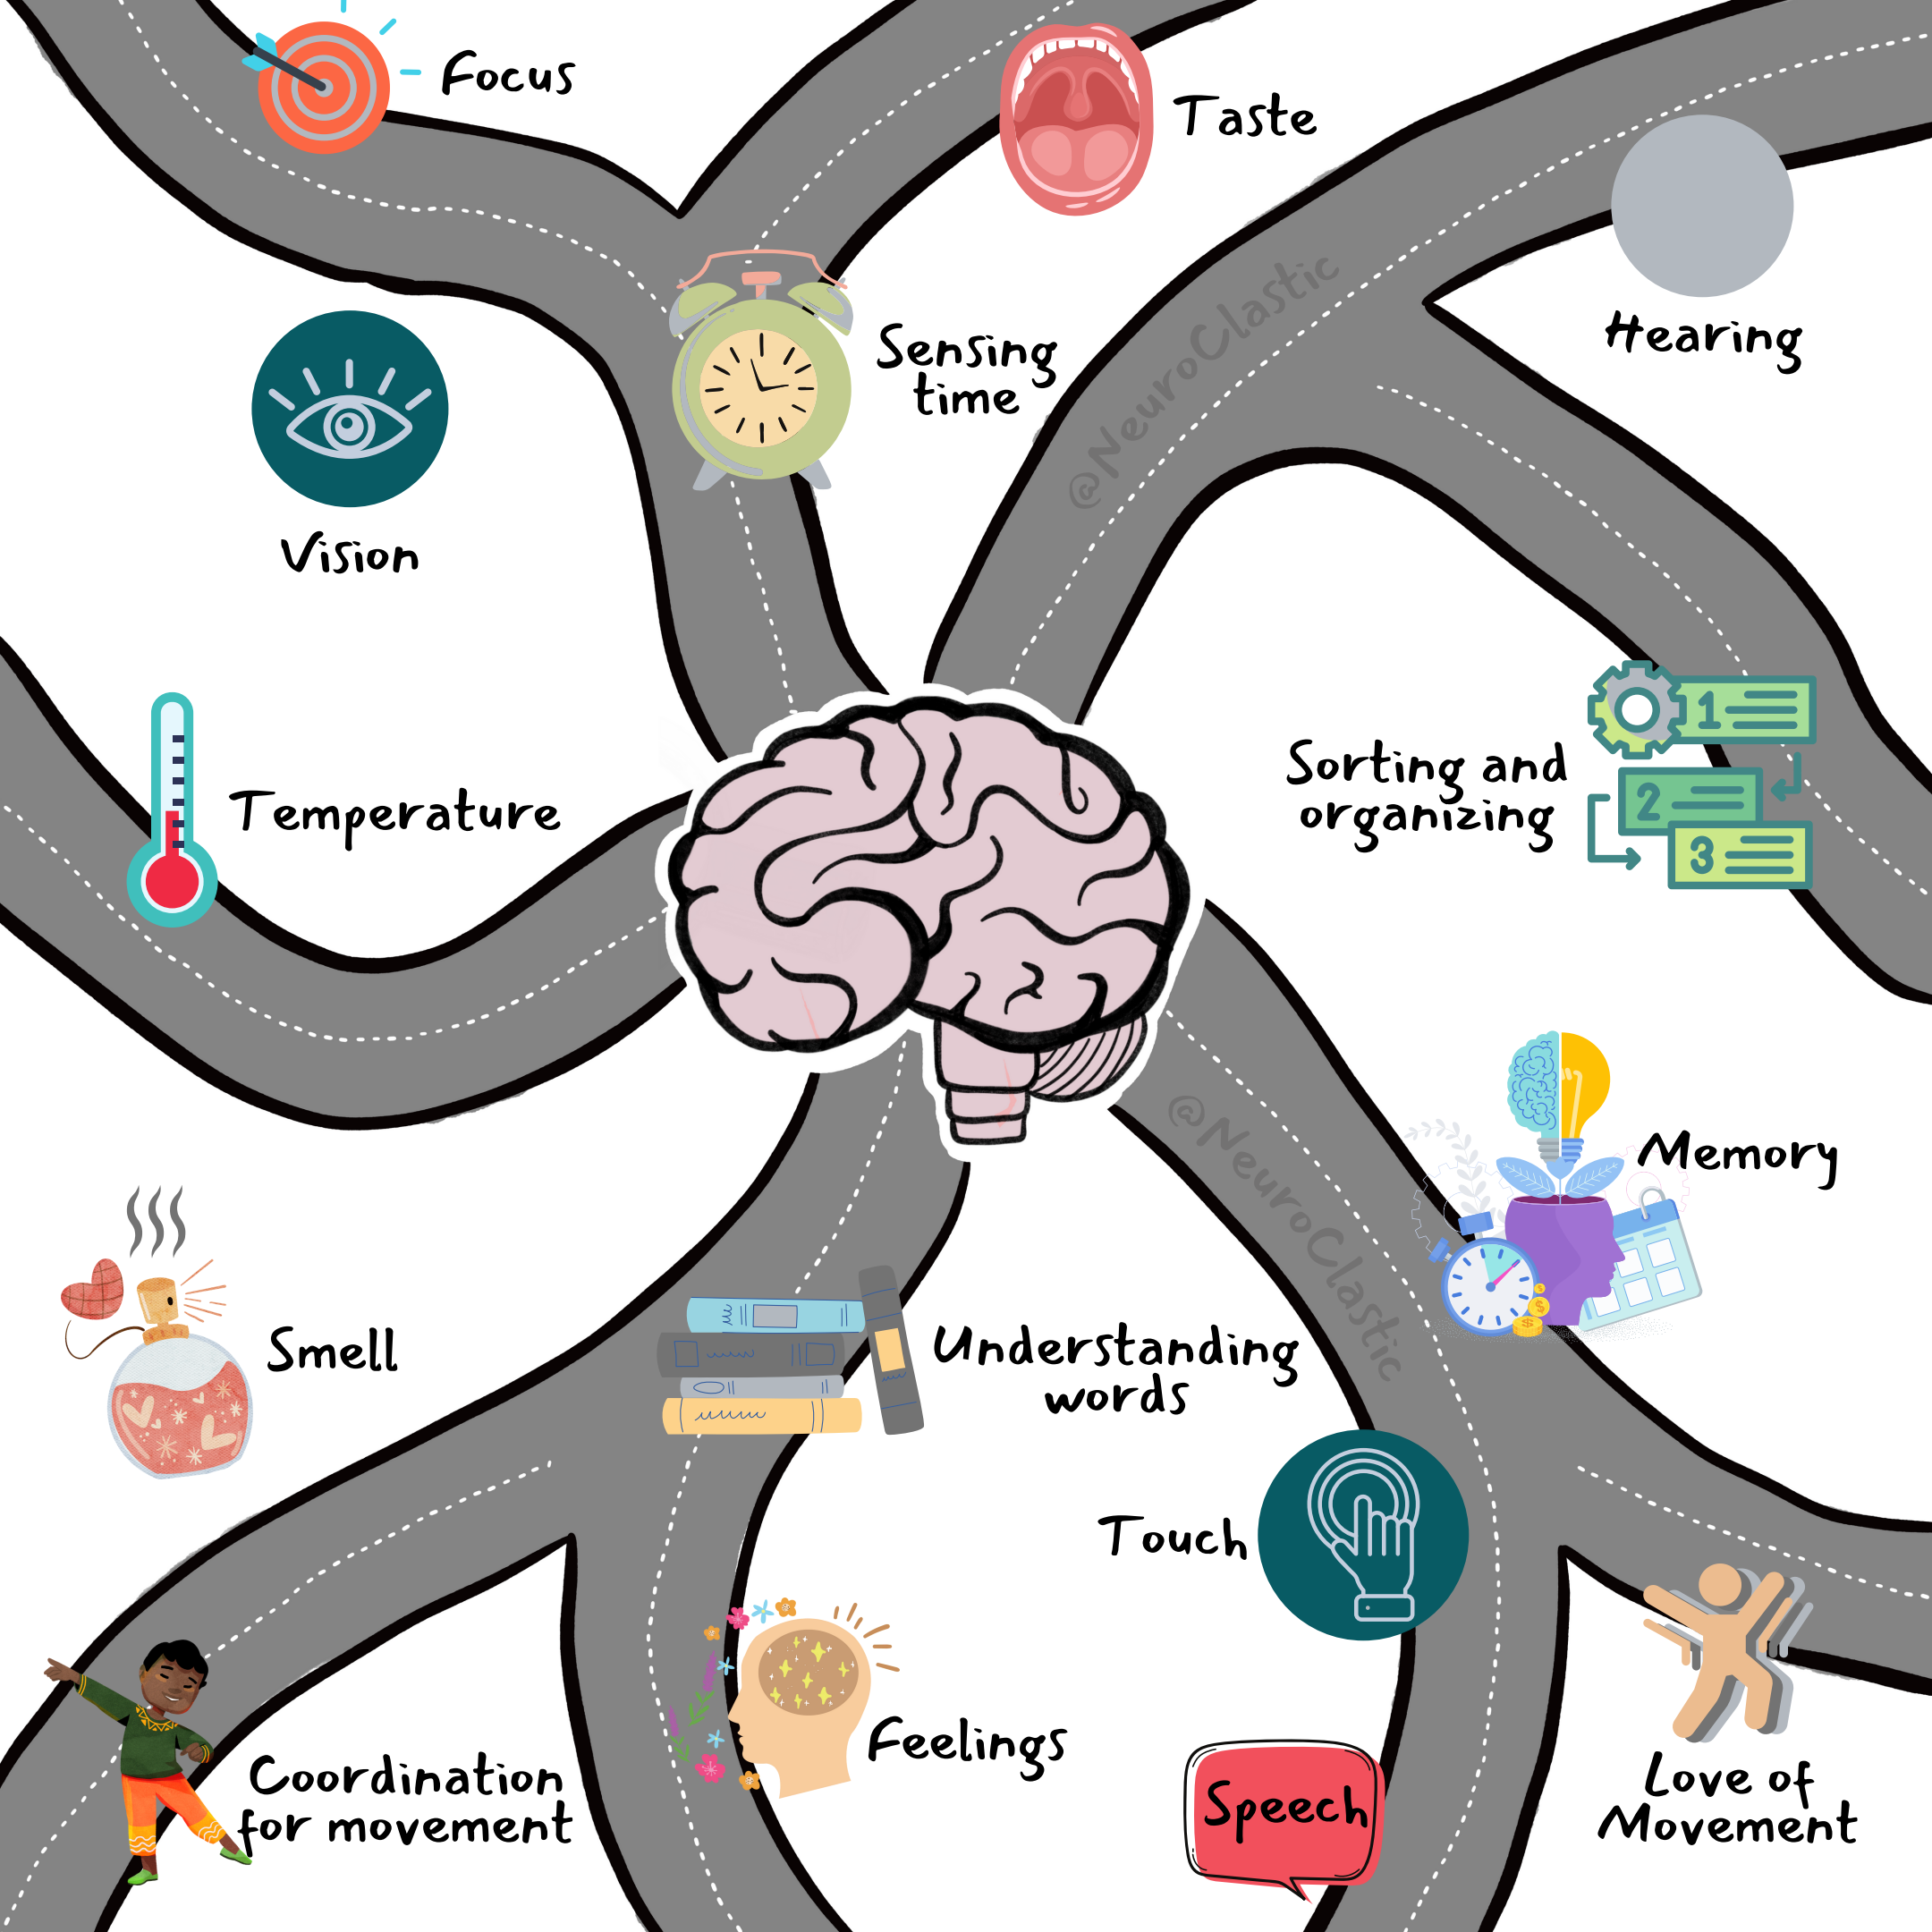 Focus
Taste
Hearing
Sensing
time
@NeuroClastic
Vision
Temperature
Sorting and
organizing
1
2
3
Memory
@NeuroClastic
Smell
Understanding
words
Touch
Feelings
Coordination
for movement
Speech
Love of
Movement